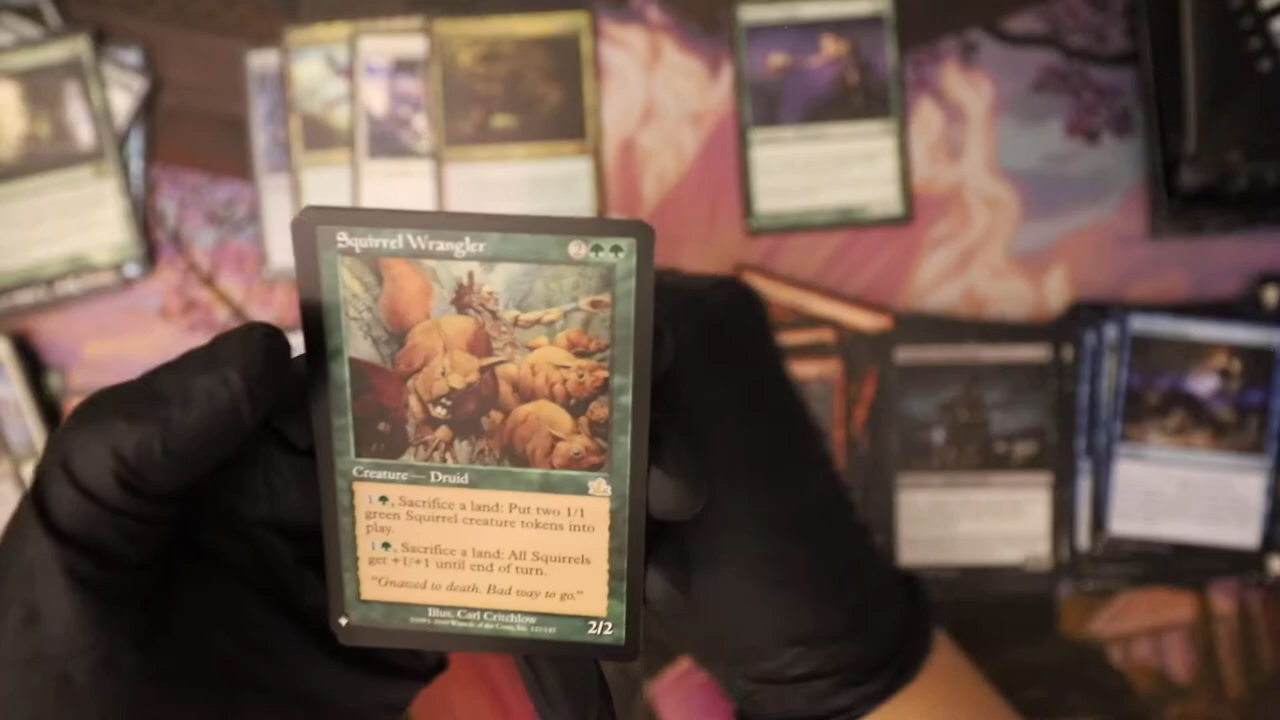 Squirrel Wrangler 2
Creature — Druid
1 , Sacrifice a land: Put two 1/1
green Squirrel creature tokens into
play.
1 , Sacrifice a land: All Squirrels
get +1/+1 until end of turn.
"Gnawed to death. Bad way to go."
Illus. Carl Critchlow
2/2